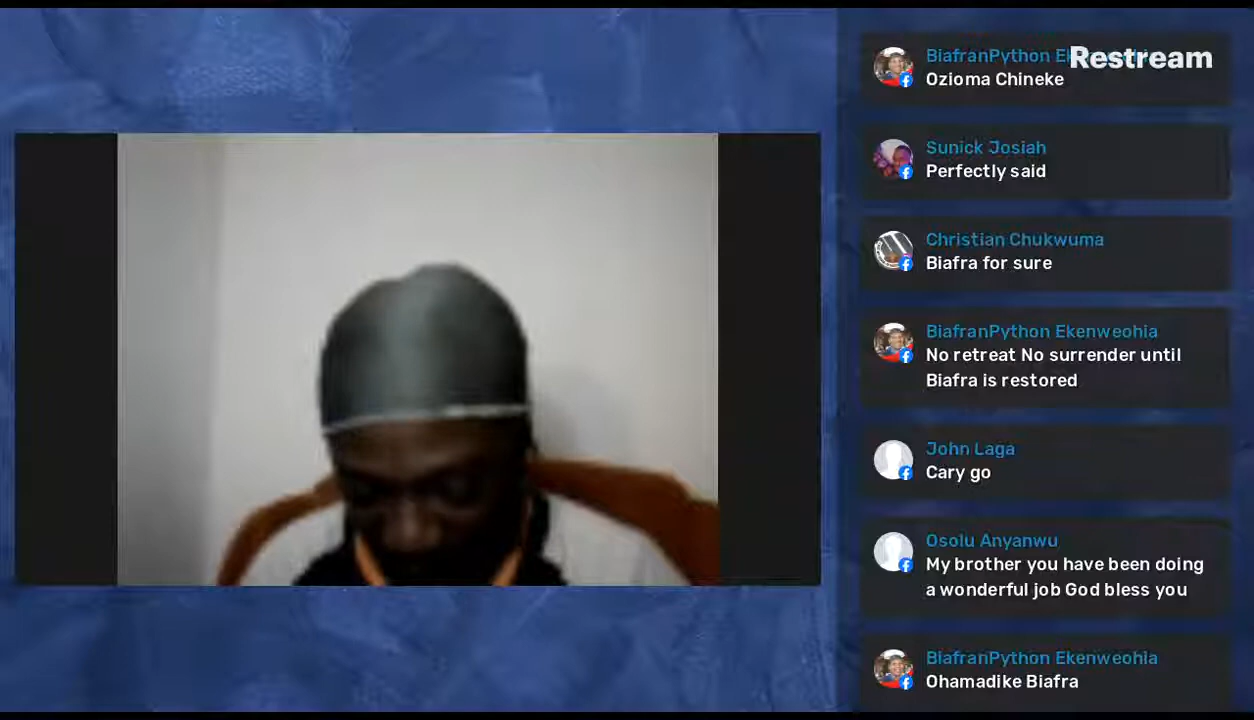 BiafranPython
Restream
Ozioma Chineke
Sunick Josiah
Perfectly said
Christian Chukwuma
Biafra for sure
BiafranPython Ekenweohia
No retreat No surrender until
Biafra is restored
John Laga
Cary go
Osolu Anyanwu
My brother you have been doing
a wonderful job God bless you
BiafranPython Ekenweohia
Ohamadike Biafra